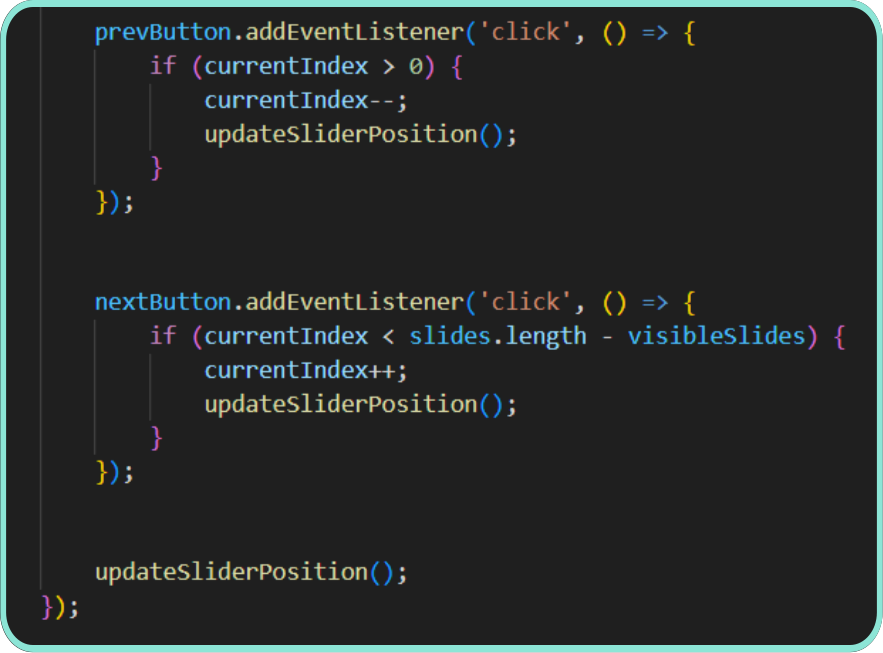 prevButton.addEventListener('click', () => {
if (currentIndex > 0) {
currentIndex--;
updateSliderPosition();
}
});
nextButton.addEventListener('click', () => {
if (currentIndex < slides.length - visibleSlides) {
currentIndex++;
updateSliderPosition();
}
});
updateSliderPosition();
});